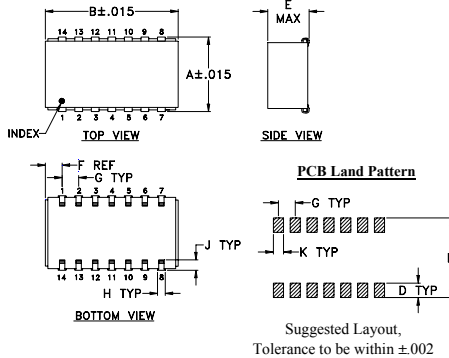 B±.015
E
MAX
14 13 12 11 10 9 8
A±.015
INDEX
1 2 3 4 5 6 7
TOP VIEW
SIDE VIEW
F REF
G TYP
1 2 3 4 5 6 7
J TYP
14 13 12 11 10 9 8
H TYP
BOTTOM VIEW
PCB Land Pattern
G TYP
K TYP
D TYP
Suggested Layout,
Tolerance to be within ±.002